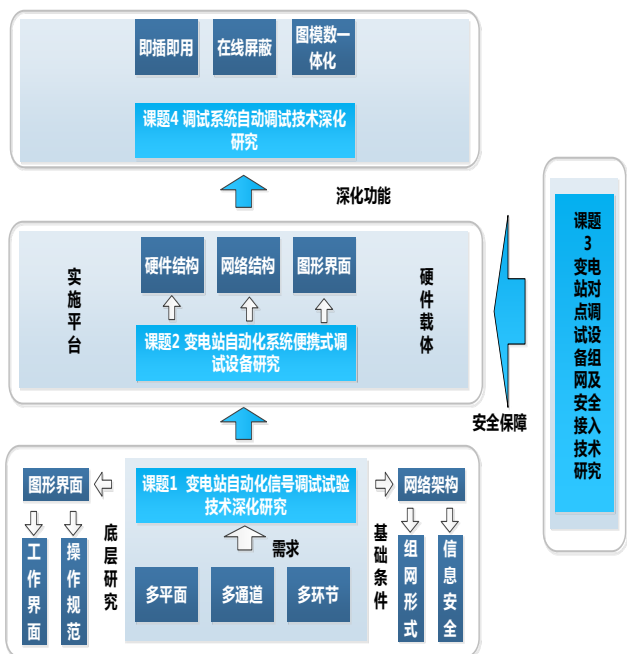 即插即用
在线屏蔽
图模数一
体化
课题4 调试系统自动调试技术深化
研究
深化功能
实
施
平
台
硬件结构
网络结构
图形界面
课题2 变电站自动化系统便携式调
试设备研究
硬
件
载
体
课题
3
变电
站对
点调
试设
备组
网及
安全
接入
技术
研究
安全保障
图形界面
工
作
界
面
操
作
规
范
底
层
研
究
课题1 变电站自动化信号调试试验
技术深化研究
需求
多平面
多通道
多环节
基
础
条
件
网络架构
组
网
形
式
信
息
安
全